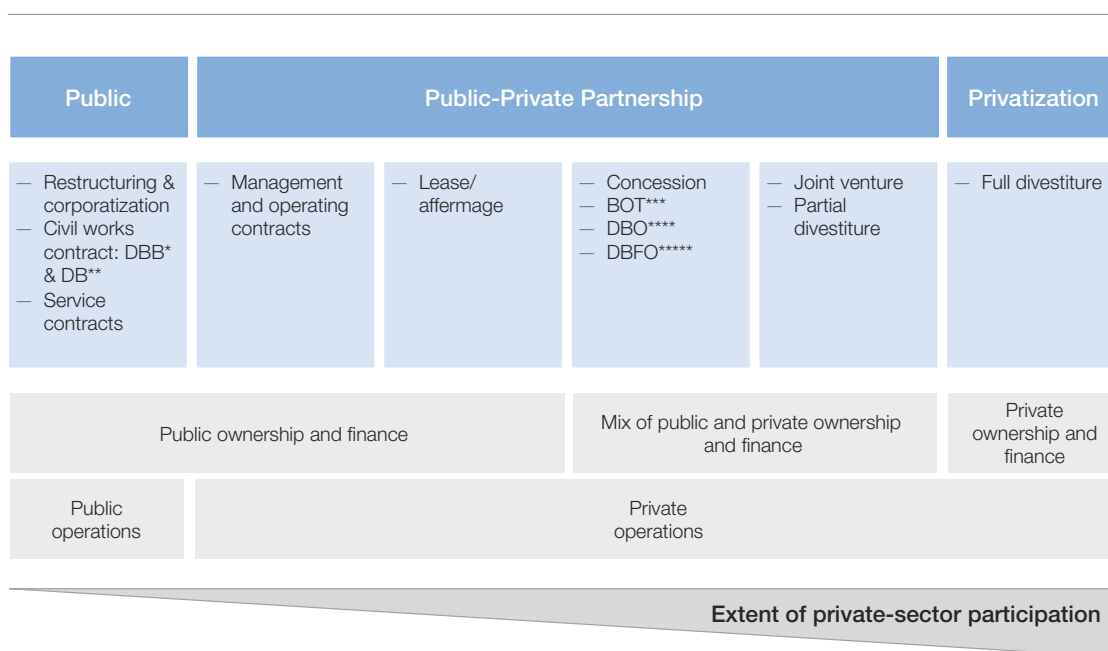 Public
Public-Private Partnership
Privatization
— Restructuring &
corporatization
— Civil works
contract: DBB*
& DB**
— Service
contracts
— Management
and operating
contracts
— Lease/
affermage
— Concession
— BOT***
— DBO****
— DBFO*****
— Joint venture
— Partial
divestiture
— Full divestiture
Public ownership and finance
Mix of public and private ownership
and finance
Private
ownership and
finance
Public
operations
Private
operations
Extent of private-sector participation